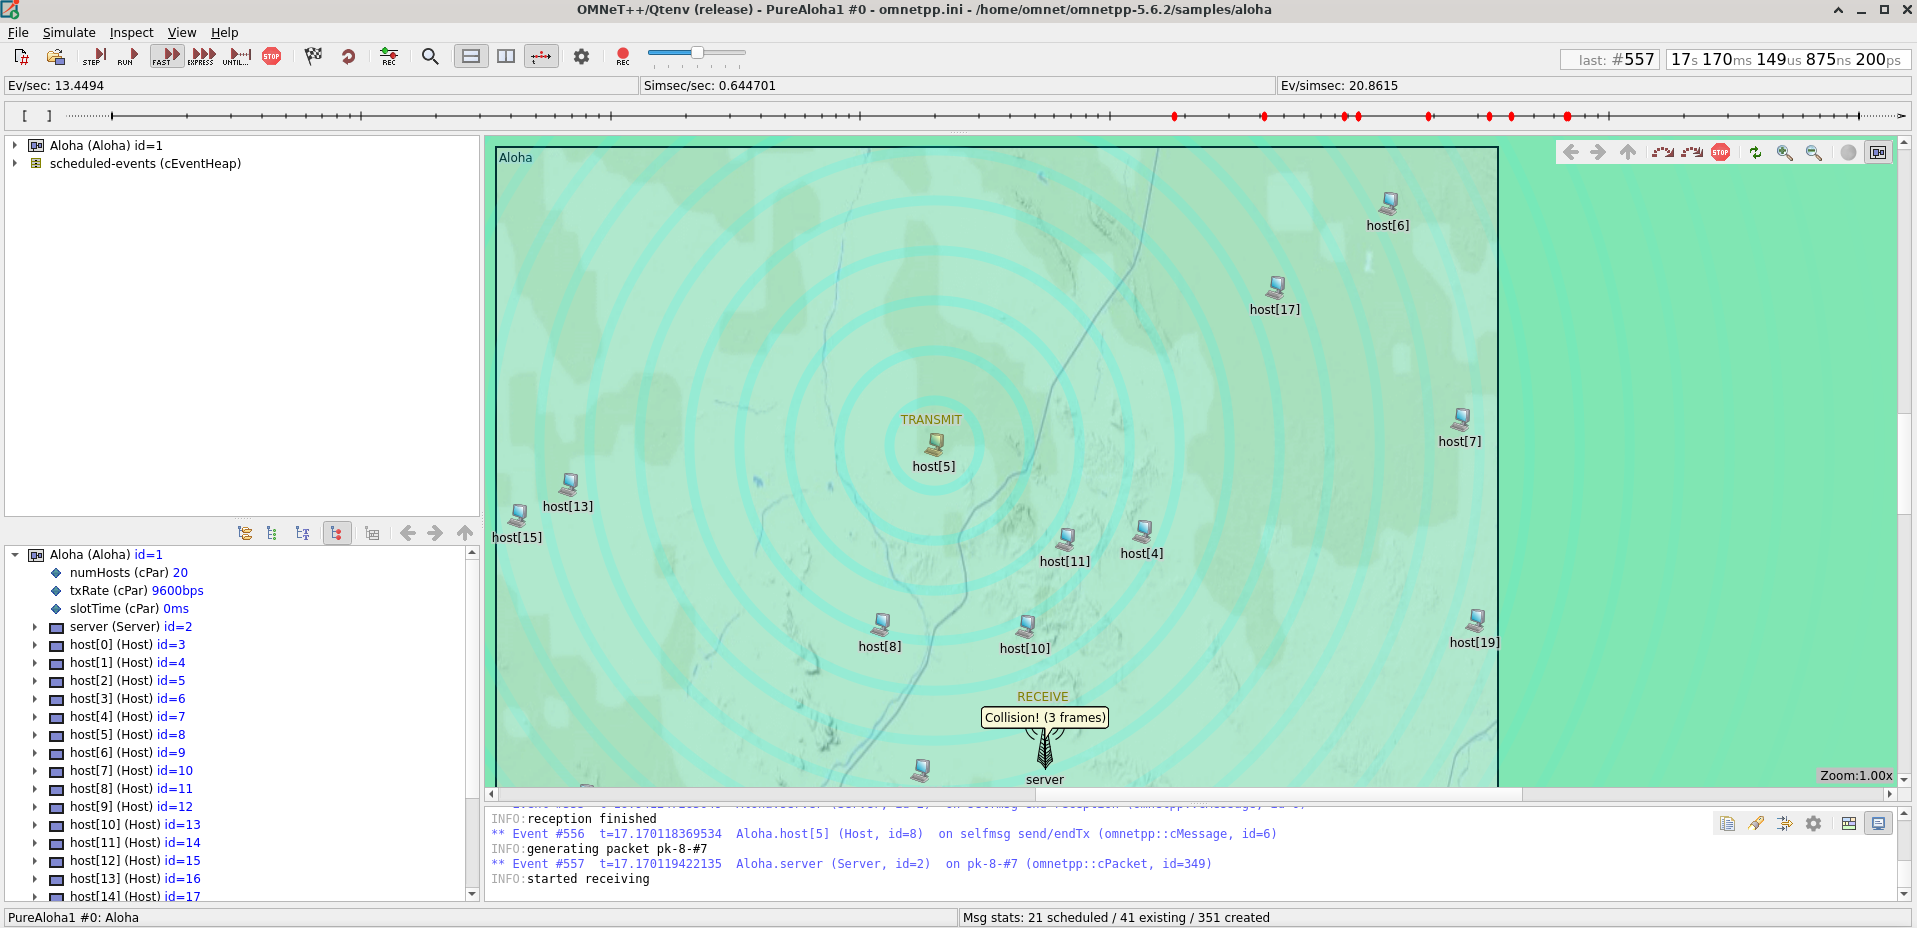 OMNeT++/Qtenv (release) - PureAloha1 #0 - omnetpp.ini - /home/omnet/omnetpp-5.6.2/samples/aloha
File Simulate Inspect View Help
STEP RUN FAST EXPRESS UNTIL... STOP REC REC
last: #557 17s 170ms 149us 875ns 200ps
Ev/sec: 13.4494 Simsec/sec: 0.644701 Ev/simsec: 20.8615
[ ]
Aloha (Aloha) id=1
scheduled-events (cEventHeap)
Aloha (Aloha) id=1
numHosts (cPar) 20
txRate (cPar) 9600bps
slotTime (cPar) 0ms
server (Server) id=2
host[0] (Host) id=3
host[1] (Host) id=4
host[2] (Host) id=5
host[3] (Host) id=6
host[4] (Host) id=7
host[5] (Host) id=8
host[6] (Host) id=9
host[7] (Host) id=10
host[8] (Host) id=11
host[9] (Host) id=12
host[10] (Host) id=13
host[11] (Host) id=14
host[12] (Host) id=15
host[13] (Host) id=16
host[14] (Host) id=17
Aloha
STOP
host[6]
host[17]
TRANSMIT
host[5]
host[7]
host[13]
host[15]
host[11]
host[4]
host[8]
host[10]
host[19]
RECEIVE
Collision! (3 frames)
server
Zoom:1.00x
INFO:reception finished
** Event #556 t=17.170118369534 Aloha.host[5] (Host, id=8) on selfmsg send/endTx (omnetpp::cMessage, id=6)
INFO:generating packet pk-8-#7
** Event #557 t=17.170119422135 Aloha.server (Server, id=2) on pk-8-#7 (omnetpp::cPacket, id=349)
INFO:started receiving
PureAloha1 #0: Aloha
Msg stats: 21 scheduled / 41 existing / 351 created